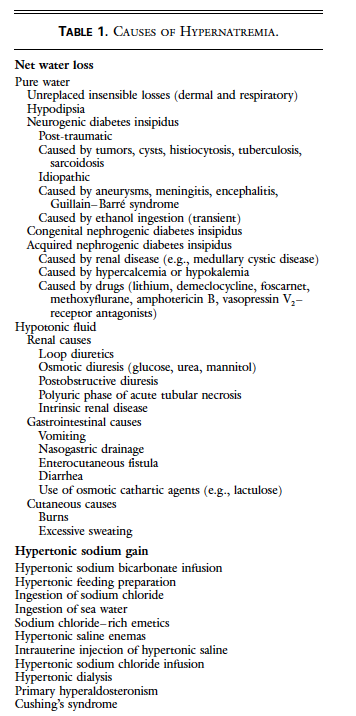 TABLE 1. CAUSES OF HYPERNATREMIA.
Net water loss
Pure water
Unreplaced insensible losses (dermal and respiratory)
Hypodipsia
Neurogenic diabetes insipidus
Post-traumatic
Caused by tumors, cysts, histiocytosis, tuberculosis,
sarcoidosis
Idiopathic
Caused by aneurysms, meningitis, encephalitis,
Guillain–Barré syndrome
Caused by ethanol ingestion (transient)
Congenital nephrogenic diabetes insipidus
Acquired nephrogenic diabetes insipidus
Caused by renal disease (e.g., medullary cystic disease)
Caused by hypercalcemia or hypokalemia
Caused by drugs (lithium, demeclocycline, foscarnet,
methoxyflurane, amphotericin B, vasopressin V₂–
receptor antagonists)
Hypotonic fluid
Renal causes
Loop diuretics
Osmotic diuresis (glucose, urea, mannitol)
Postobstructive diuresis
Polyuric phase of acute tubular necrosis
Intrinsic renal disease
Gastrointestinal causes
Vomiting
Nasogastric drainage
Enterocutaneous fistula
Diarrhea
Use of osmotic cathartic agents (e.g., lactulose)
Cutaneous causes
Burns
Excessive sweating
Hypertonic sodium gain
Hypertonic sodium bicarbonate infusion
Hypertonic feeding preparation
Ingestion of sodium chloride
Ingestion of sea water
Sodium chloride–rich emetics
Hypertonic saline enemas
Intrauterine injection of hypertonic saline
Hypertonic sodium chloride infusion
Hypertonic dialysis
Primary hyperaldosteronism
Cushing's syndrome